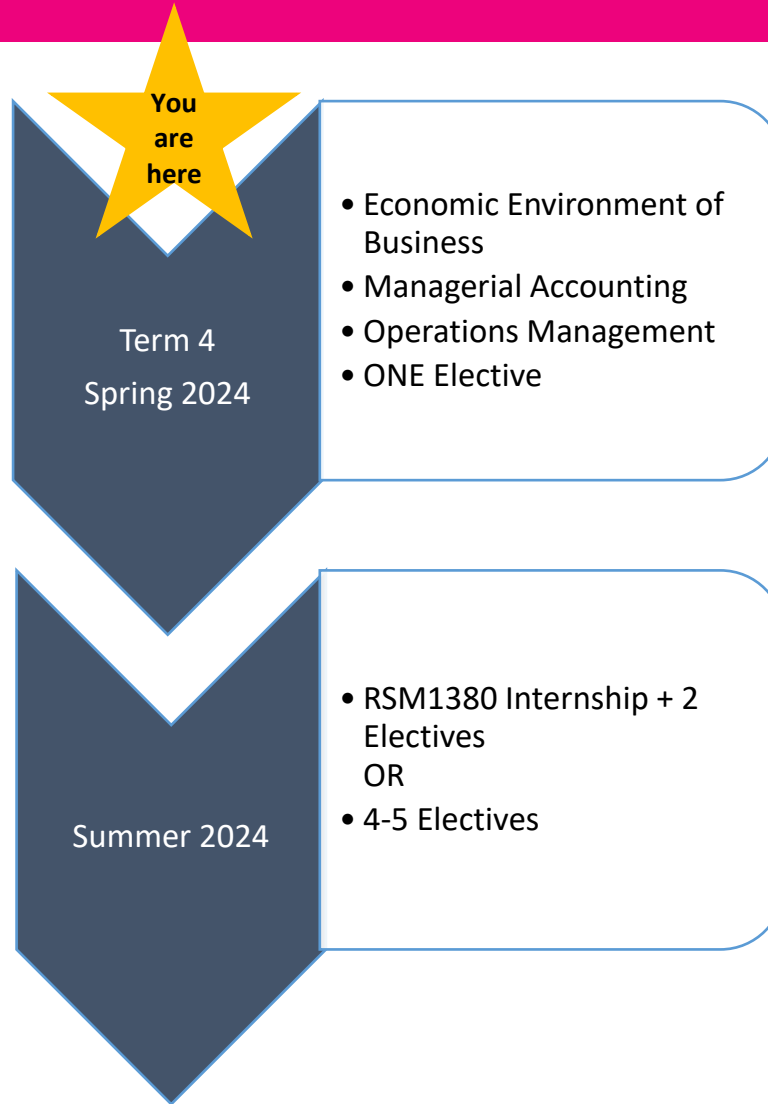 You
are
here
Term 4
Spring 2024
• Economic Environment of
Business
• Managerial Accounting
• Operations Management
• ONE Elective
Summer 2024
• RSM1380 Internship + 2
Electives
OR
• 4-5 Electives